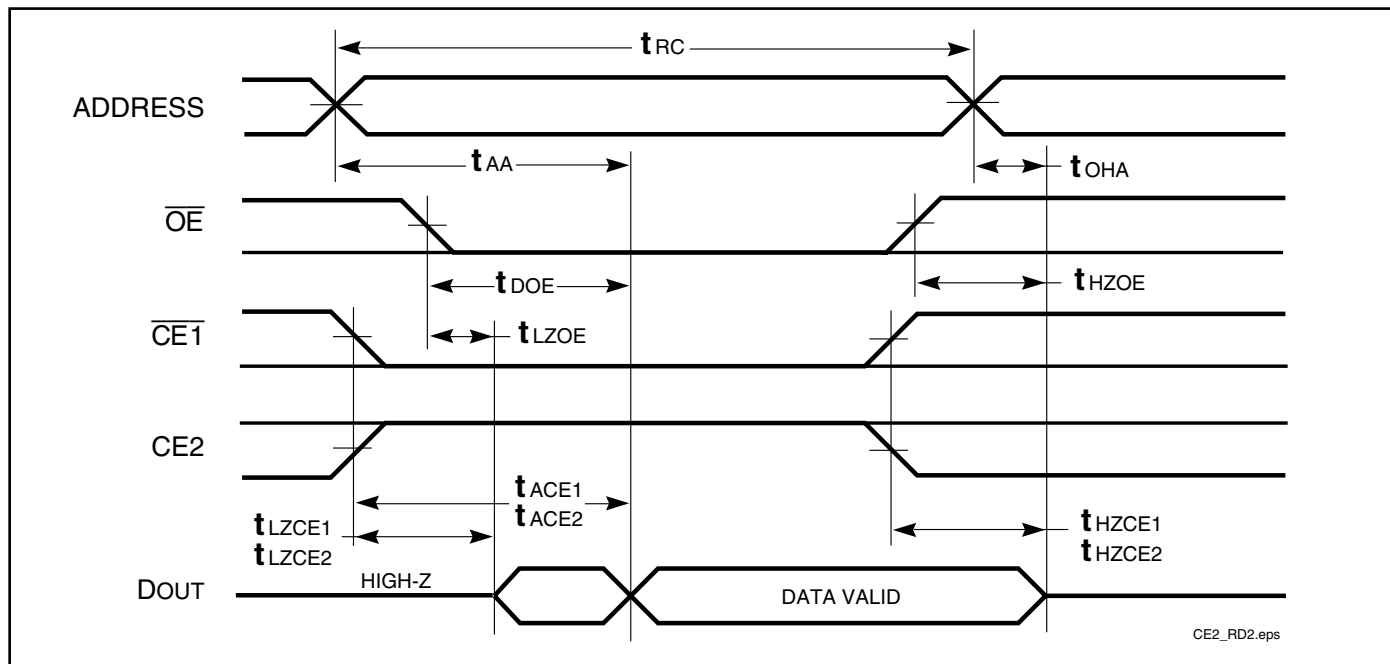 tRC
ADDRESS
tAA
tOHA
OE
tDOE
tHZOE
CE1
tLZOE
CE2
tACE1
tACE2
tLZCE1
tLZCE2
tHZCE1
tHZCE2
HIGH-Z
DOUT
DATA VALID
CE2_RD2.eps